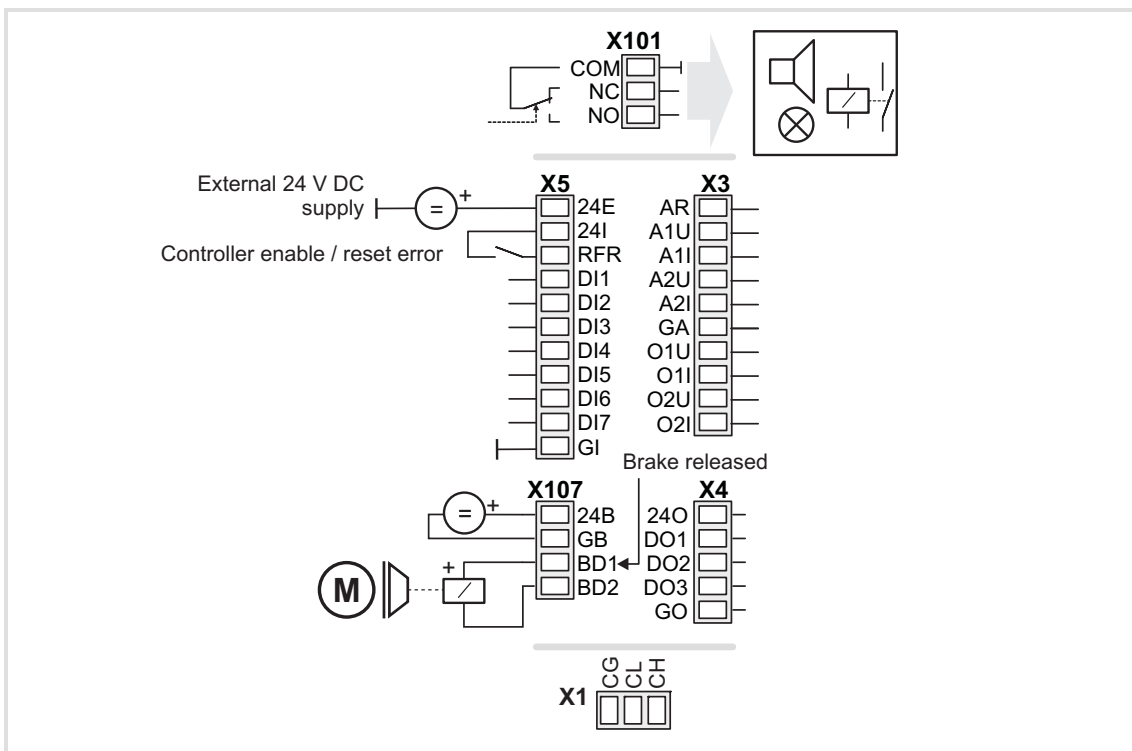 X101
COM
NC
NO
External 24 V DC
supply
=
+
Controller enable / reset error
X5
24E
24I
RFR
DI1
DI2
DI3
DI4
DI5
DI6
DI7
GI
X3
AR
A1U
A1I
A2U
A2I
GA
O1U
O1I
O2U
O2I
Brake released
X107
=
+
24B
GB
BD1
BD2
M
+
X4
24O
DO1
DO2
DO3
GO
X1
CG
CL
CH